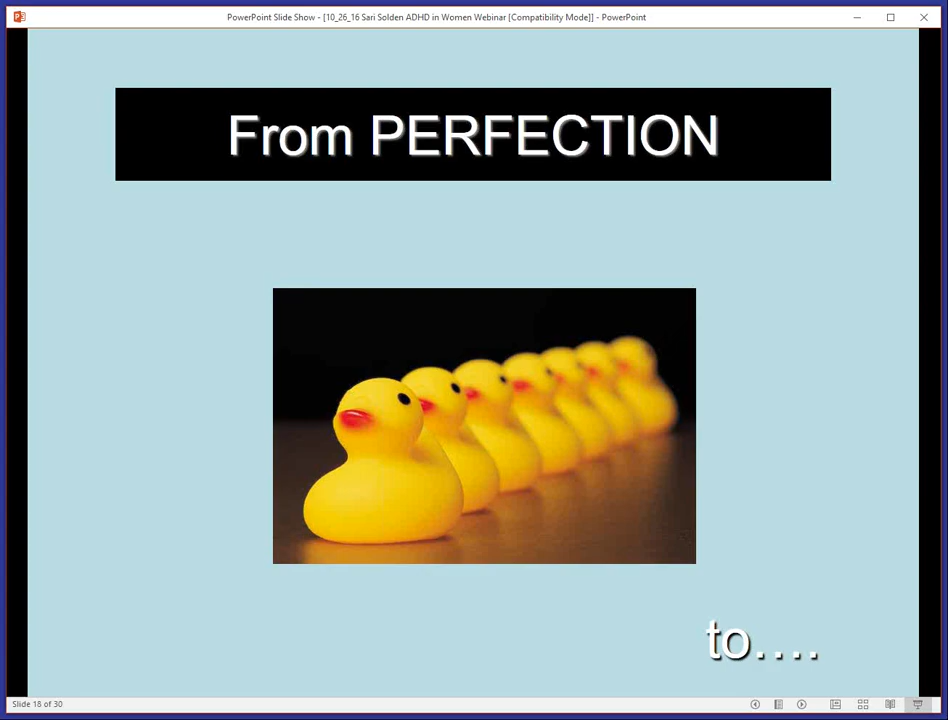 PowerPoint Slide Show - [10_26_16 Sari Solden ADHD in Women Webinar [Compatibility Mode]] - PowerPoint
From PERFECTION
to....
Slide 18 of 30